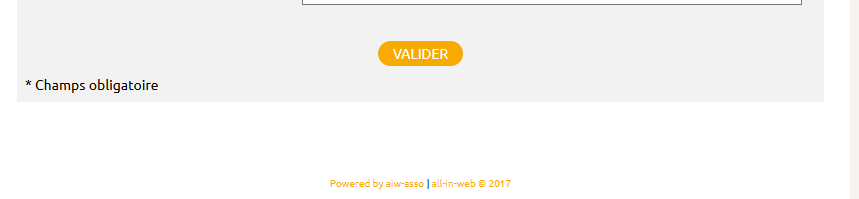 VALIDER
* Champs obligatoire
Powered by aiw-asso | all-in-web © 2017